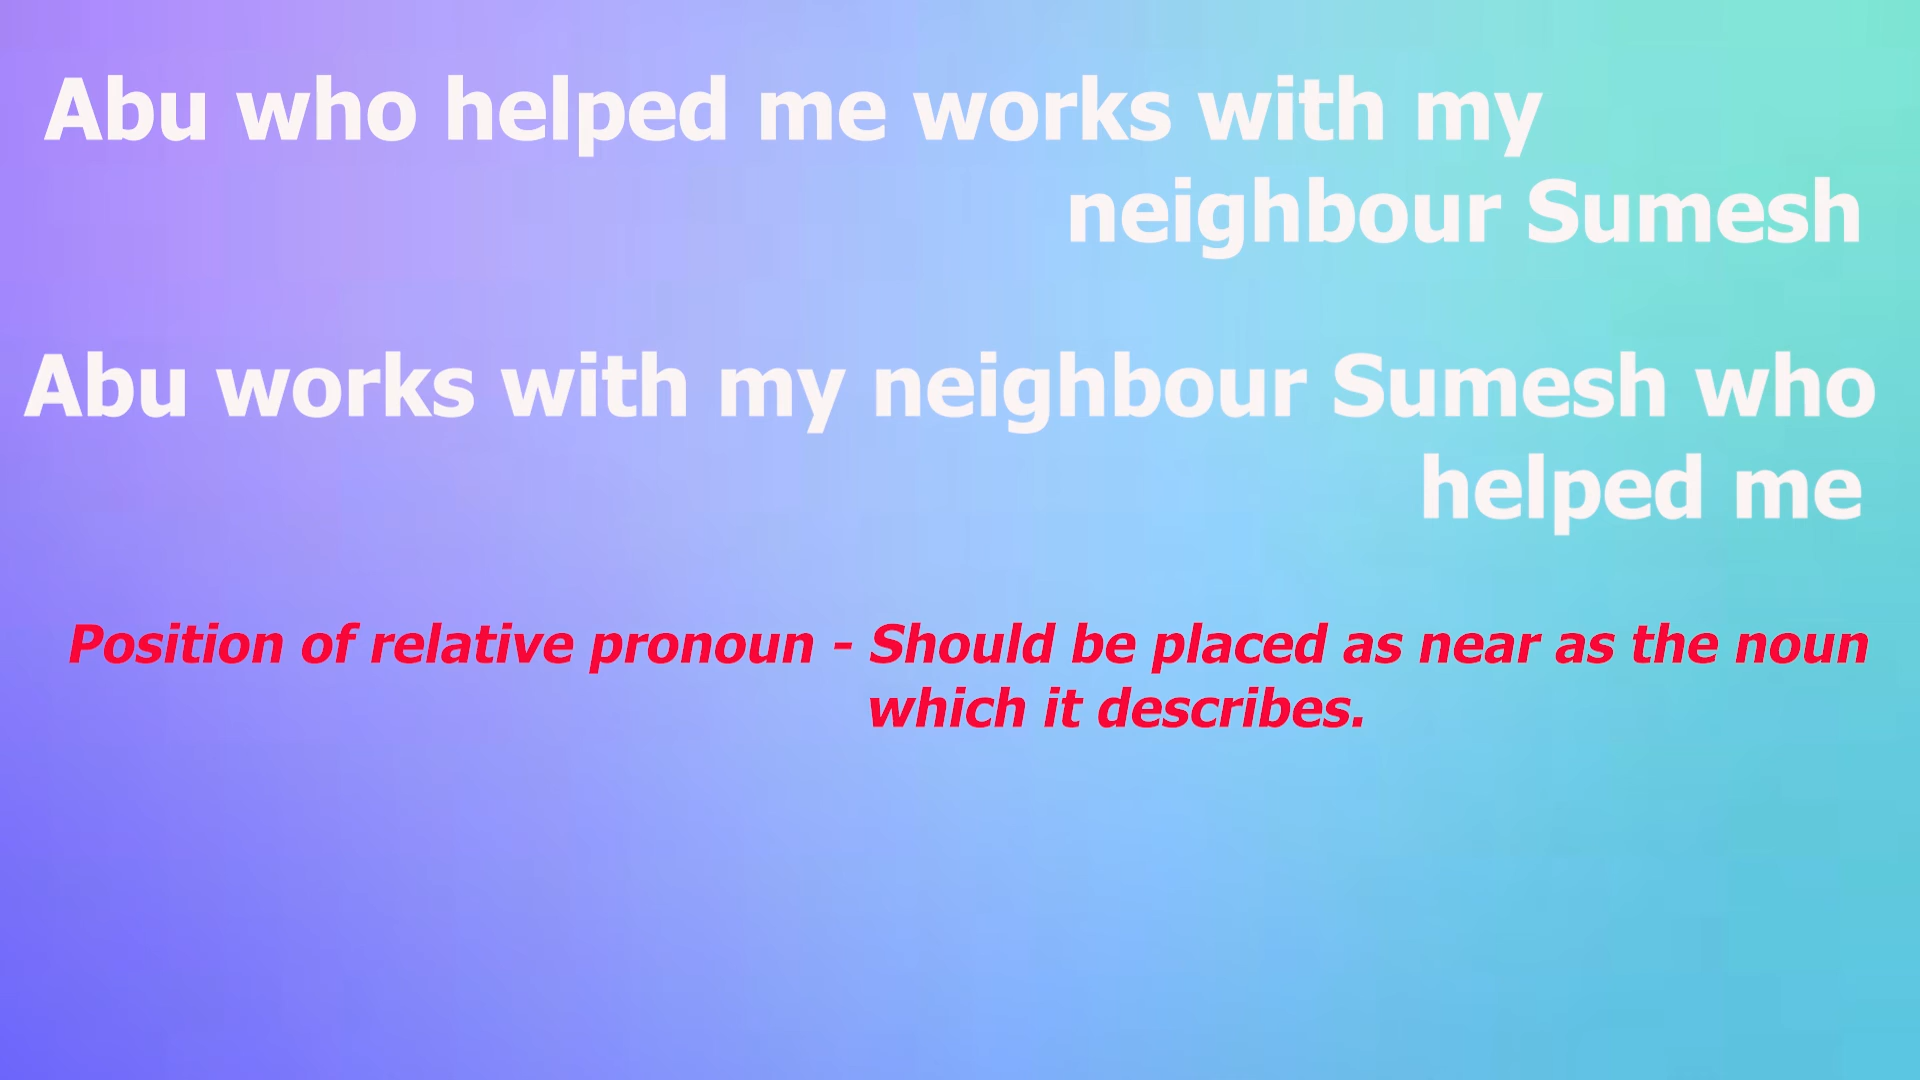 Abu who helped me works with my
neighbour Sumesh
Abu works with my neighbour Sumesh who
helped me
Position of relative pronoun - Should be placed as near as the noun
which it describes.